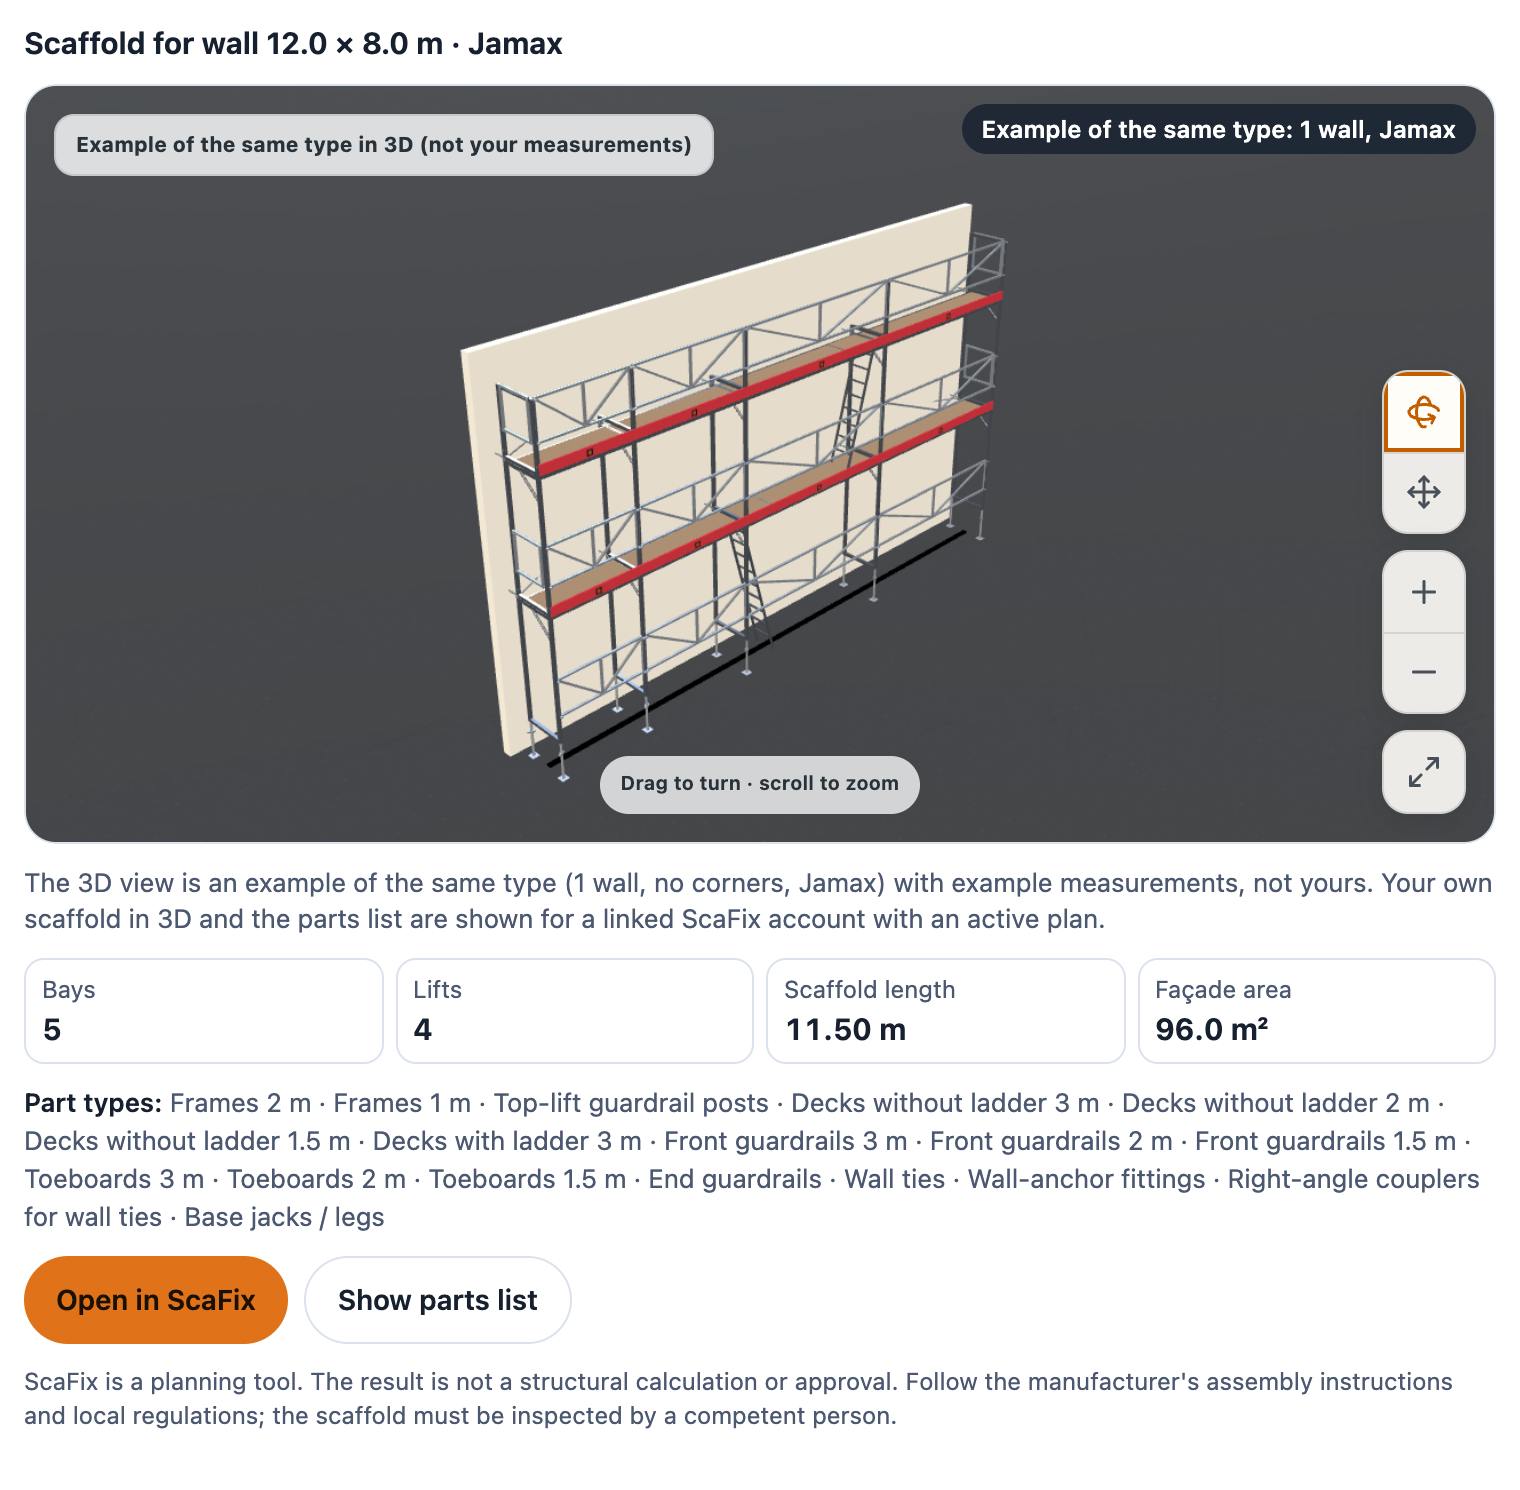 Scaffold for wall 12.0 × 8.0 m · Jamax
Example of the same type in 3D (not your measurements)
Example of the same type: 1 wall, Jamax
Drag to turn · scroll to zoom
The 3D view is an example of the same type (1 wall, no corners, Jamax) with example measurements, not yours. Your own
scaffold in 3D and the parts list are shown for a linked ScaFix account with an active plan.
Bays
5
Lifts
4
Scaffold length
11.50 m
Façade area
96.0 m²
Part types: Frames 2 m · Frames 1 m · Top-lift guardrail posts · Decks without ladder 3 m · Decks without ladder 2 m ·
Decks without ladder 1.5 m · Decks with ladder 3 m · Front guardrails 3 m · Front guardrails 2 m · Front guardrails 1.5 m ·
Toeboards 3 m · Toeboards 2 m · Toeboards 1.5 m · End guardrails · Wall ties · Wall-anchor fittings · Right-angle couplers
for wall ties · Base jacks / legs
Open in ScaFix
Show parts list
ScaFix is a planning tool. The result is not a structural calculation or approval. Follow the manufacturer's assembly instructions
and local regulations; the scaffold must be inspected by a competent person.